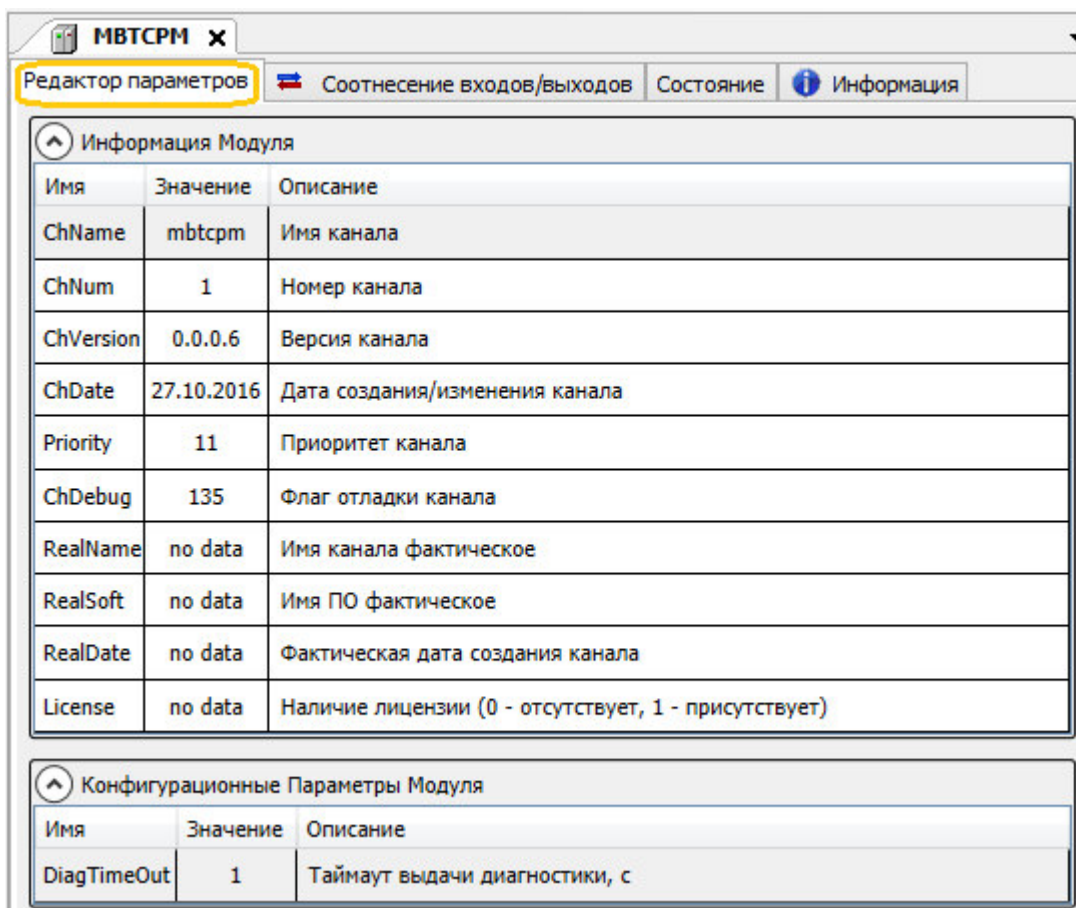 MBTCPM
Редактор параметров Соотнесение входов/выходов Состояние Информация
Информация Модуля
Имя Значение Описание
ChName mbtcpm Имя канала
ChNum 1 Номер канала
ChVersion 0.0.0.6 Версия канала
ChDate 27.10.2016 Дата создания/изменения канала
Priority 11 Приоритет канала
ChDebug 135 Флаг отладки канала
RealName no data Имя канала фактическое
RealSoft no data Имя ПО фактическое
RealDate no data Фактическая дата создания канала
License no data Наличие лицензии (0 - отсутствует, 1 - присутствует)
Конфигурационные Параметры Модуля
Имя Значение Описание
DiagTimeOut 1 Таймаут выдачи диагностики, с